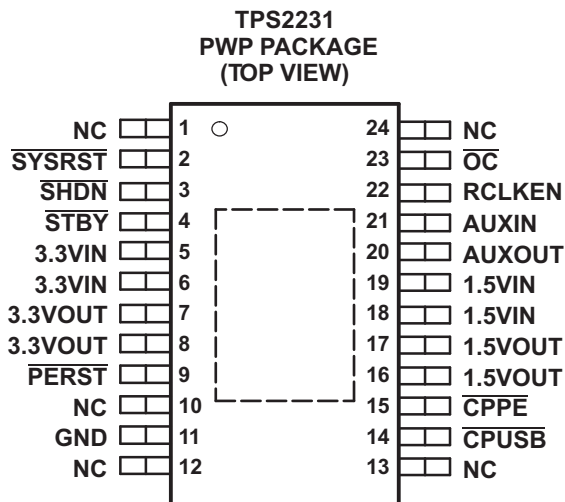 TPS2231
PWP PACKAGE
(TOP VIEW)
NC 1 24 NC
SYSRST 2 23 OC
SHDN 3 22 RCLKEN
STBY 4 21 AUXIN
3.3VIN 5 20 AUXOUT
3.3VIN 6 19 1.5VIN
3.3VOUT 7 18 1.5VIN
3.3VOUT 8 17 1.5VOUT
PERST 9 16 1.5VOUT
NC 10 15 CPPE
GND 11 14 CPUSB
NC 12 13 NC